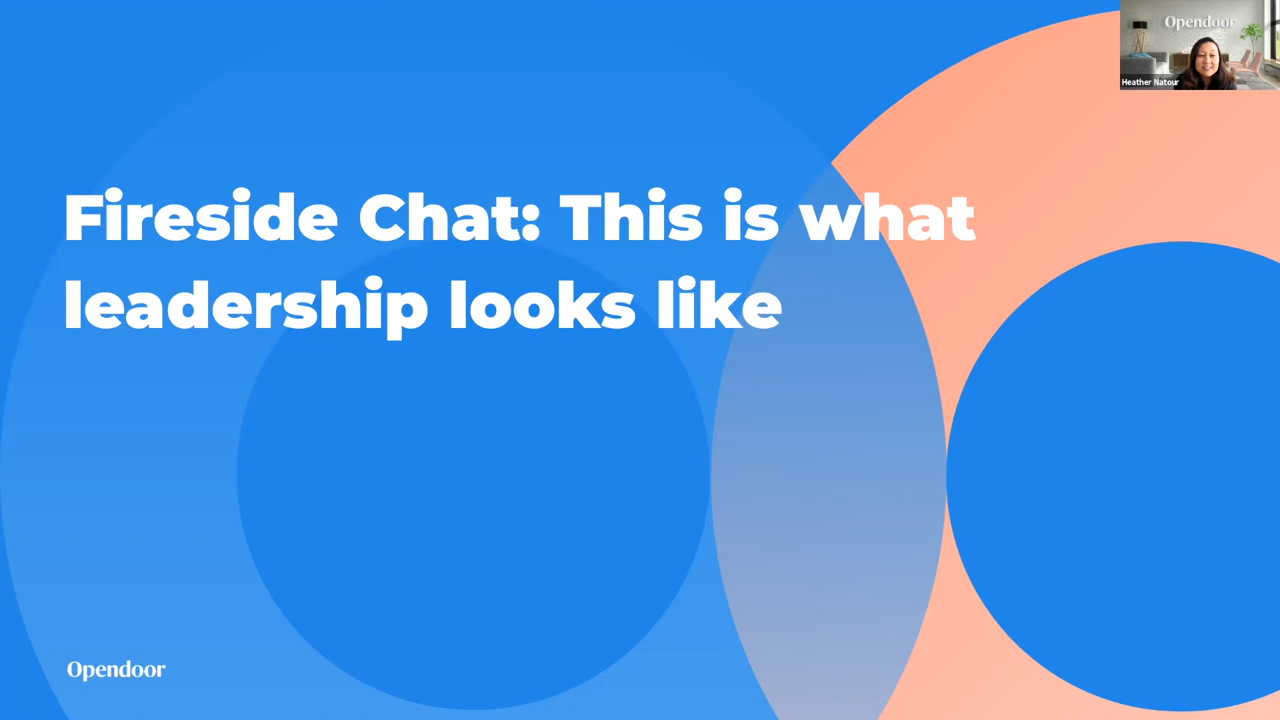 Opendoor
Heather Natour
Fireside Chat: This is what
leadership looks like
Opendoor